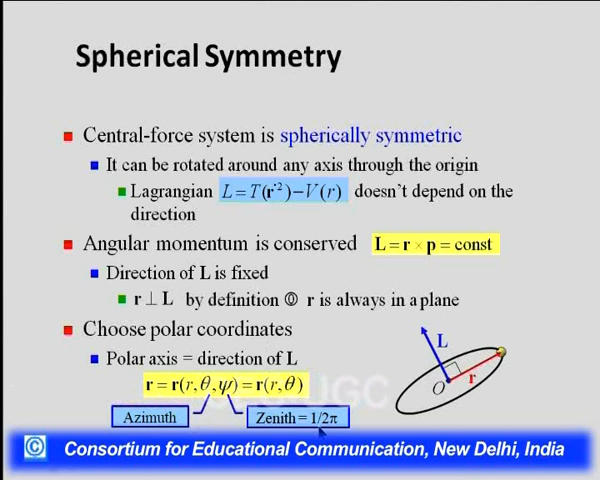 Spherical Symmetry
Central-force system is spherically symmetric
It can be rotated around any axis through the origin
Lagrangian L = T(ṙ²) – V(r) doesn't depend on the
direction
Angular momentum is conserved L = r × p = const
Direction of L is fixed
r ⊥ L by definition r is always in a plane
Choose polar coordinates
Polar axis = direction of L
r = r(r, θ, ψ) = r(r, θ)
Azimuth Zenith = 1/2π
L
r
O
© Consortium for Educational Communication, New Delhi, India